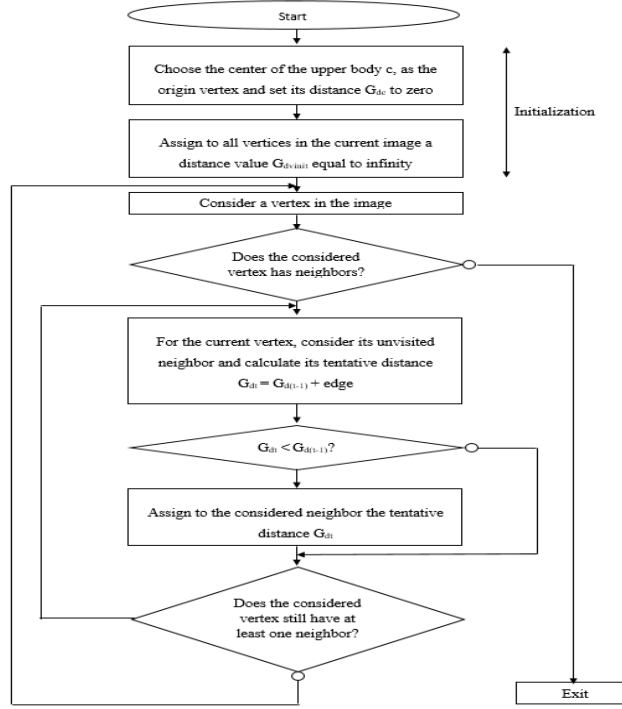 Start
Choose the center of the upper body c, as the
origin vertex and set its distance Gdc to zero
Initialization
Assign to all vertices in the current image a
distance value Gdvinit equal to infinity
Consider a vertex in the image
Does the considered
vertex has neighbors?
For the current vertex, consider its unvisited
neighbor and calculate its tentative distance
Gdt = Gd(t-1) + edge
Gdt < Gd(t-1)?
Assign to the considered neighbor the tentative
distance Gdt
Does the considered
vertex still have at
least one neighbor?
Exit